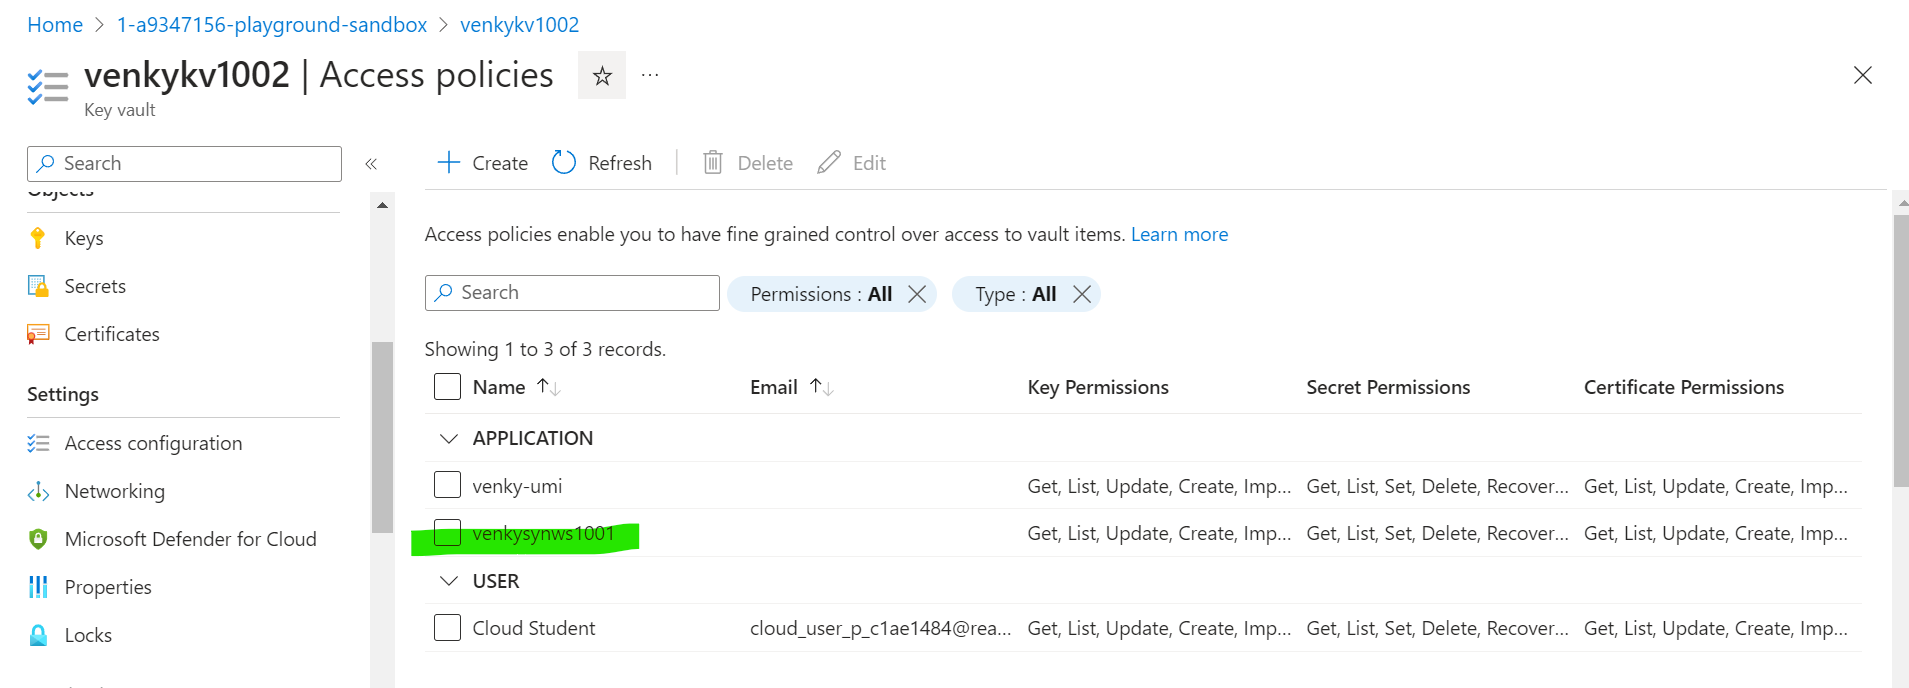 Home > 1-a9347156-playground-sandbox > venkykv1002
venkykv1002 | Access policies
Key vault
Search
«
Create Refresh Delete Edit
Objects
Keys
Secrets
Certificates
Settings
Access configuration
Networking
Microsoft Defender for Cloud
Properties
Locks
Access policies enable you to have fine grained control over access to vault items. Learn more
Search Permissions : All Type : All
Showing 1 to 3 of 3 records.
Name Email Key Permissions Secret Permissions Certificate Permissions
APPLICATION
venky-umi Get, List, Update, Create, Imp... Get, List, Set, Delete, Recover... Get, List, Update, Create, Imp...
venkysynws1001 Get, List, Update, Create, Imp... Get, List, Set, Delete, Recover... Get, List, Update, Create, Imp...
USER
Cloud Student cloud_user_p_c1ae1484@rea... Get, List, Update, Create, Imp... Get, List, Set, Delete, Recover... Get, List, Update, Create, Imp...